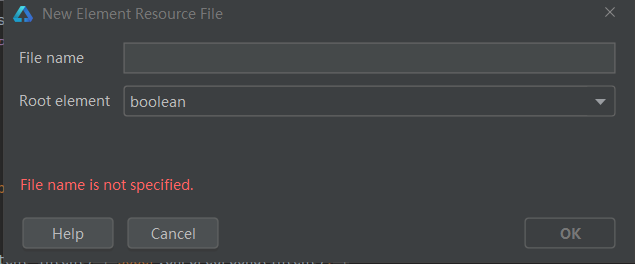 New Element Resource File
File name
Root element boolean
File name is not specified.
Help Cancel OK